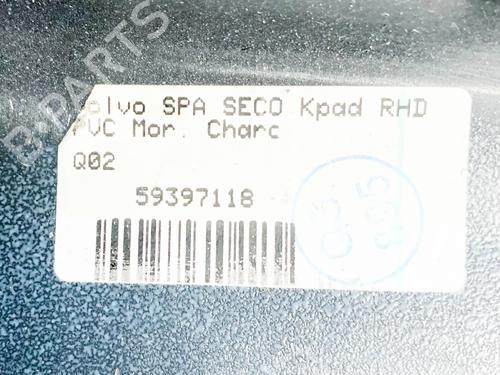 B-PARTS
Volvo SPA SECO Kpad RHD
PVC Mor. Charc
Q02
59397118